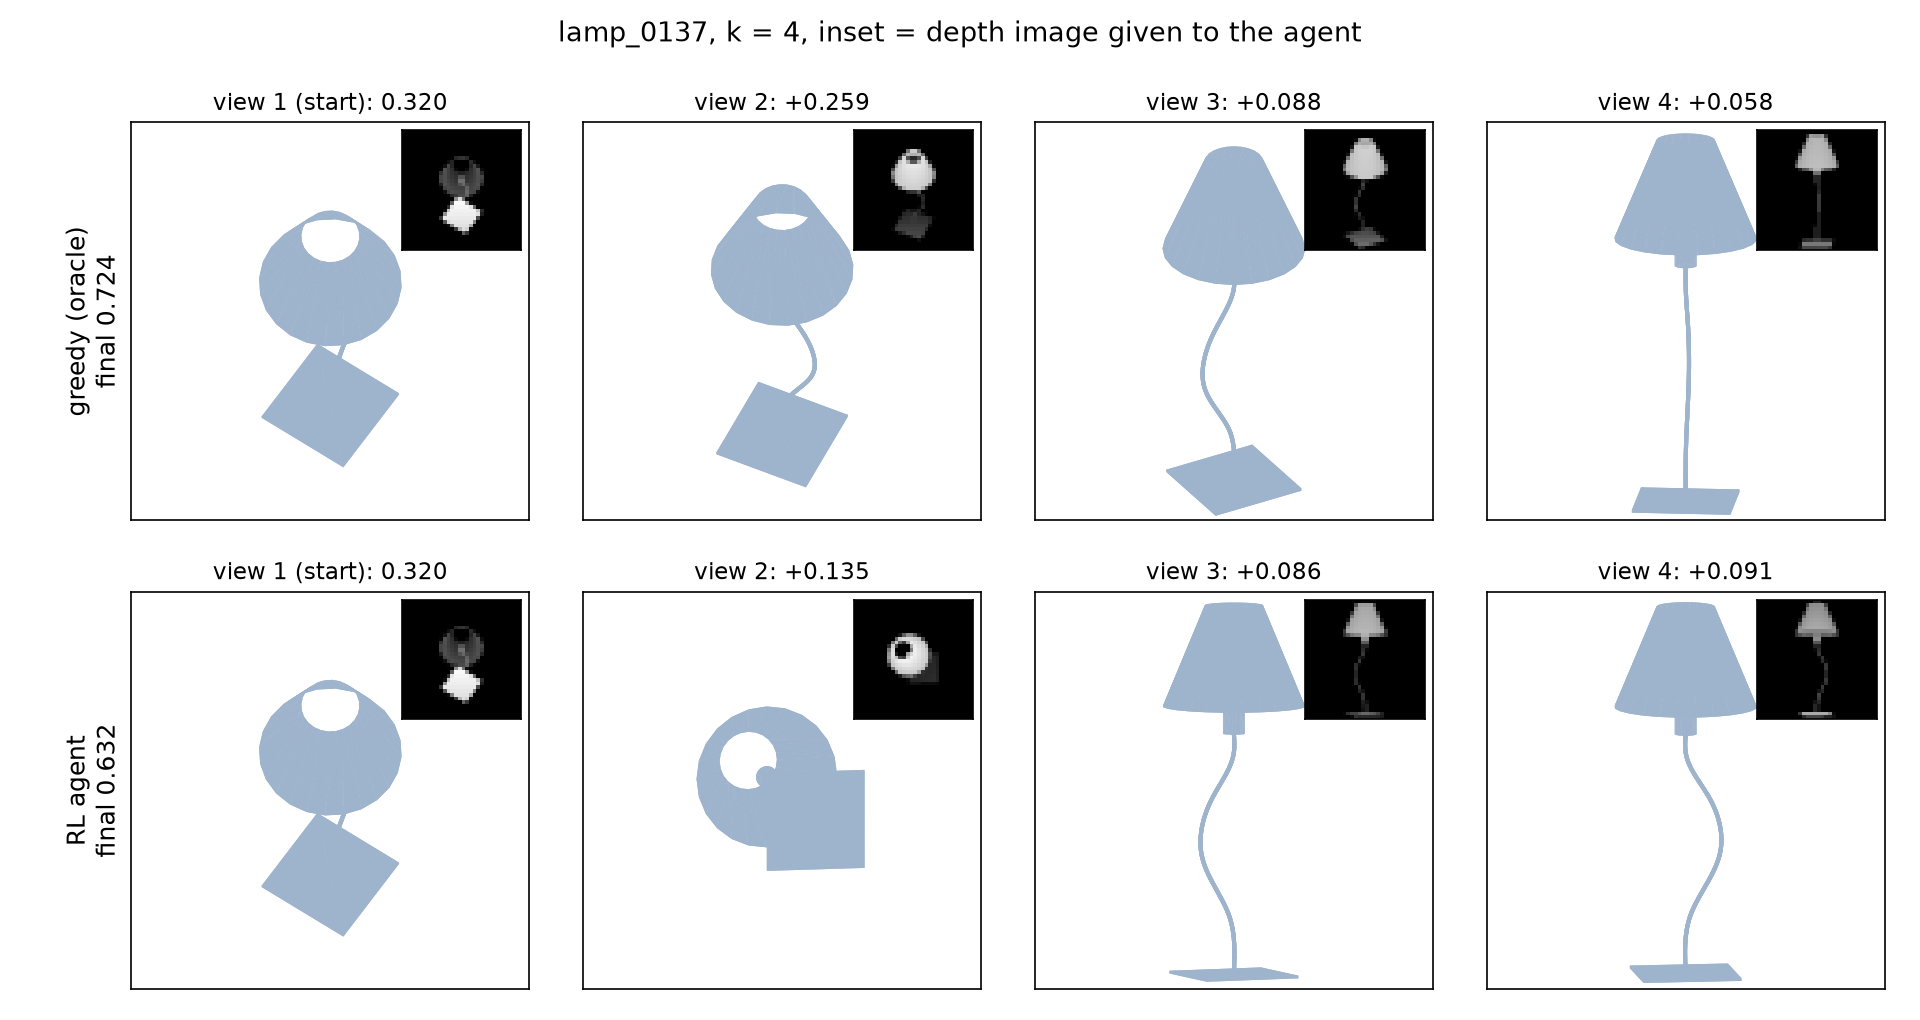 lamp_0137, k = 4, inset = depth image given to the agent
view 1 (start): 0.320
view 2: +0.259
view 3: +0.088
view 4: +0.058
greedy (oracle)
final 0.724
view 1 (start): 0.320
view 2: +0.135
view 3: +0.086
view 4: +0.091
RL agent
final 0.632